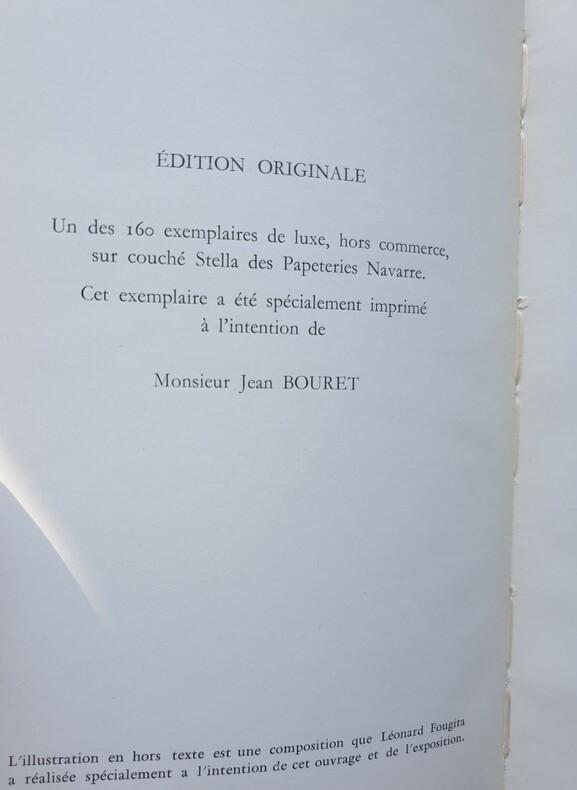 ÉDITION ORIGINALE
Un des 160 exemplaires de luxe, hors commerce,
sur couché Stella des Papeteries Navarre.
Cet exemplaire a été spécialement imprimé
à l'intention de
Monsieur Jean BOURET
L'illustration en hors texte est une composition que Léonard Fougita
a réalisée spécialement a l'intention de cet ouvrage et de l'exposition.